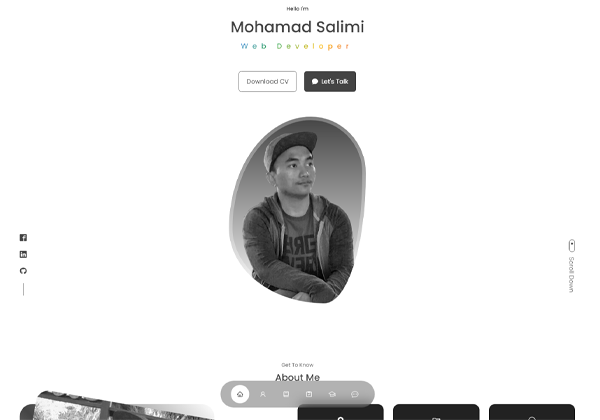 Hello I'm
Mohamad Salimi
Web Developer
Download CV
Let's Talk
Scroll Down
Get To Know
About Me